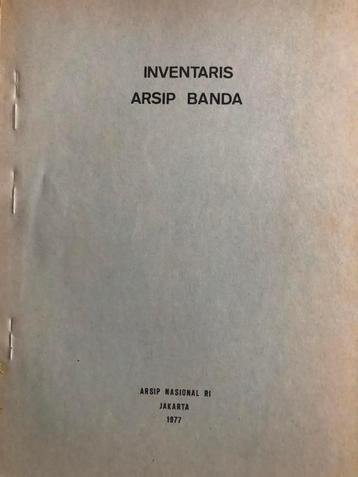 INVENTARIS
ARSIP BANDA
ARSIP NASIONAL RI
JAKARTA
1977